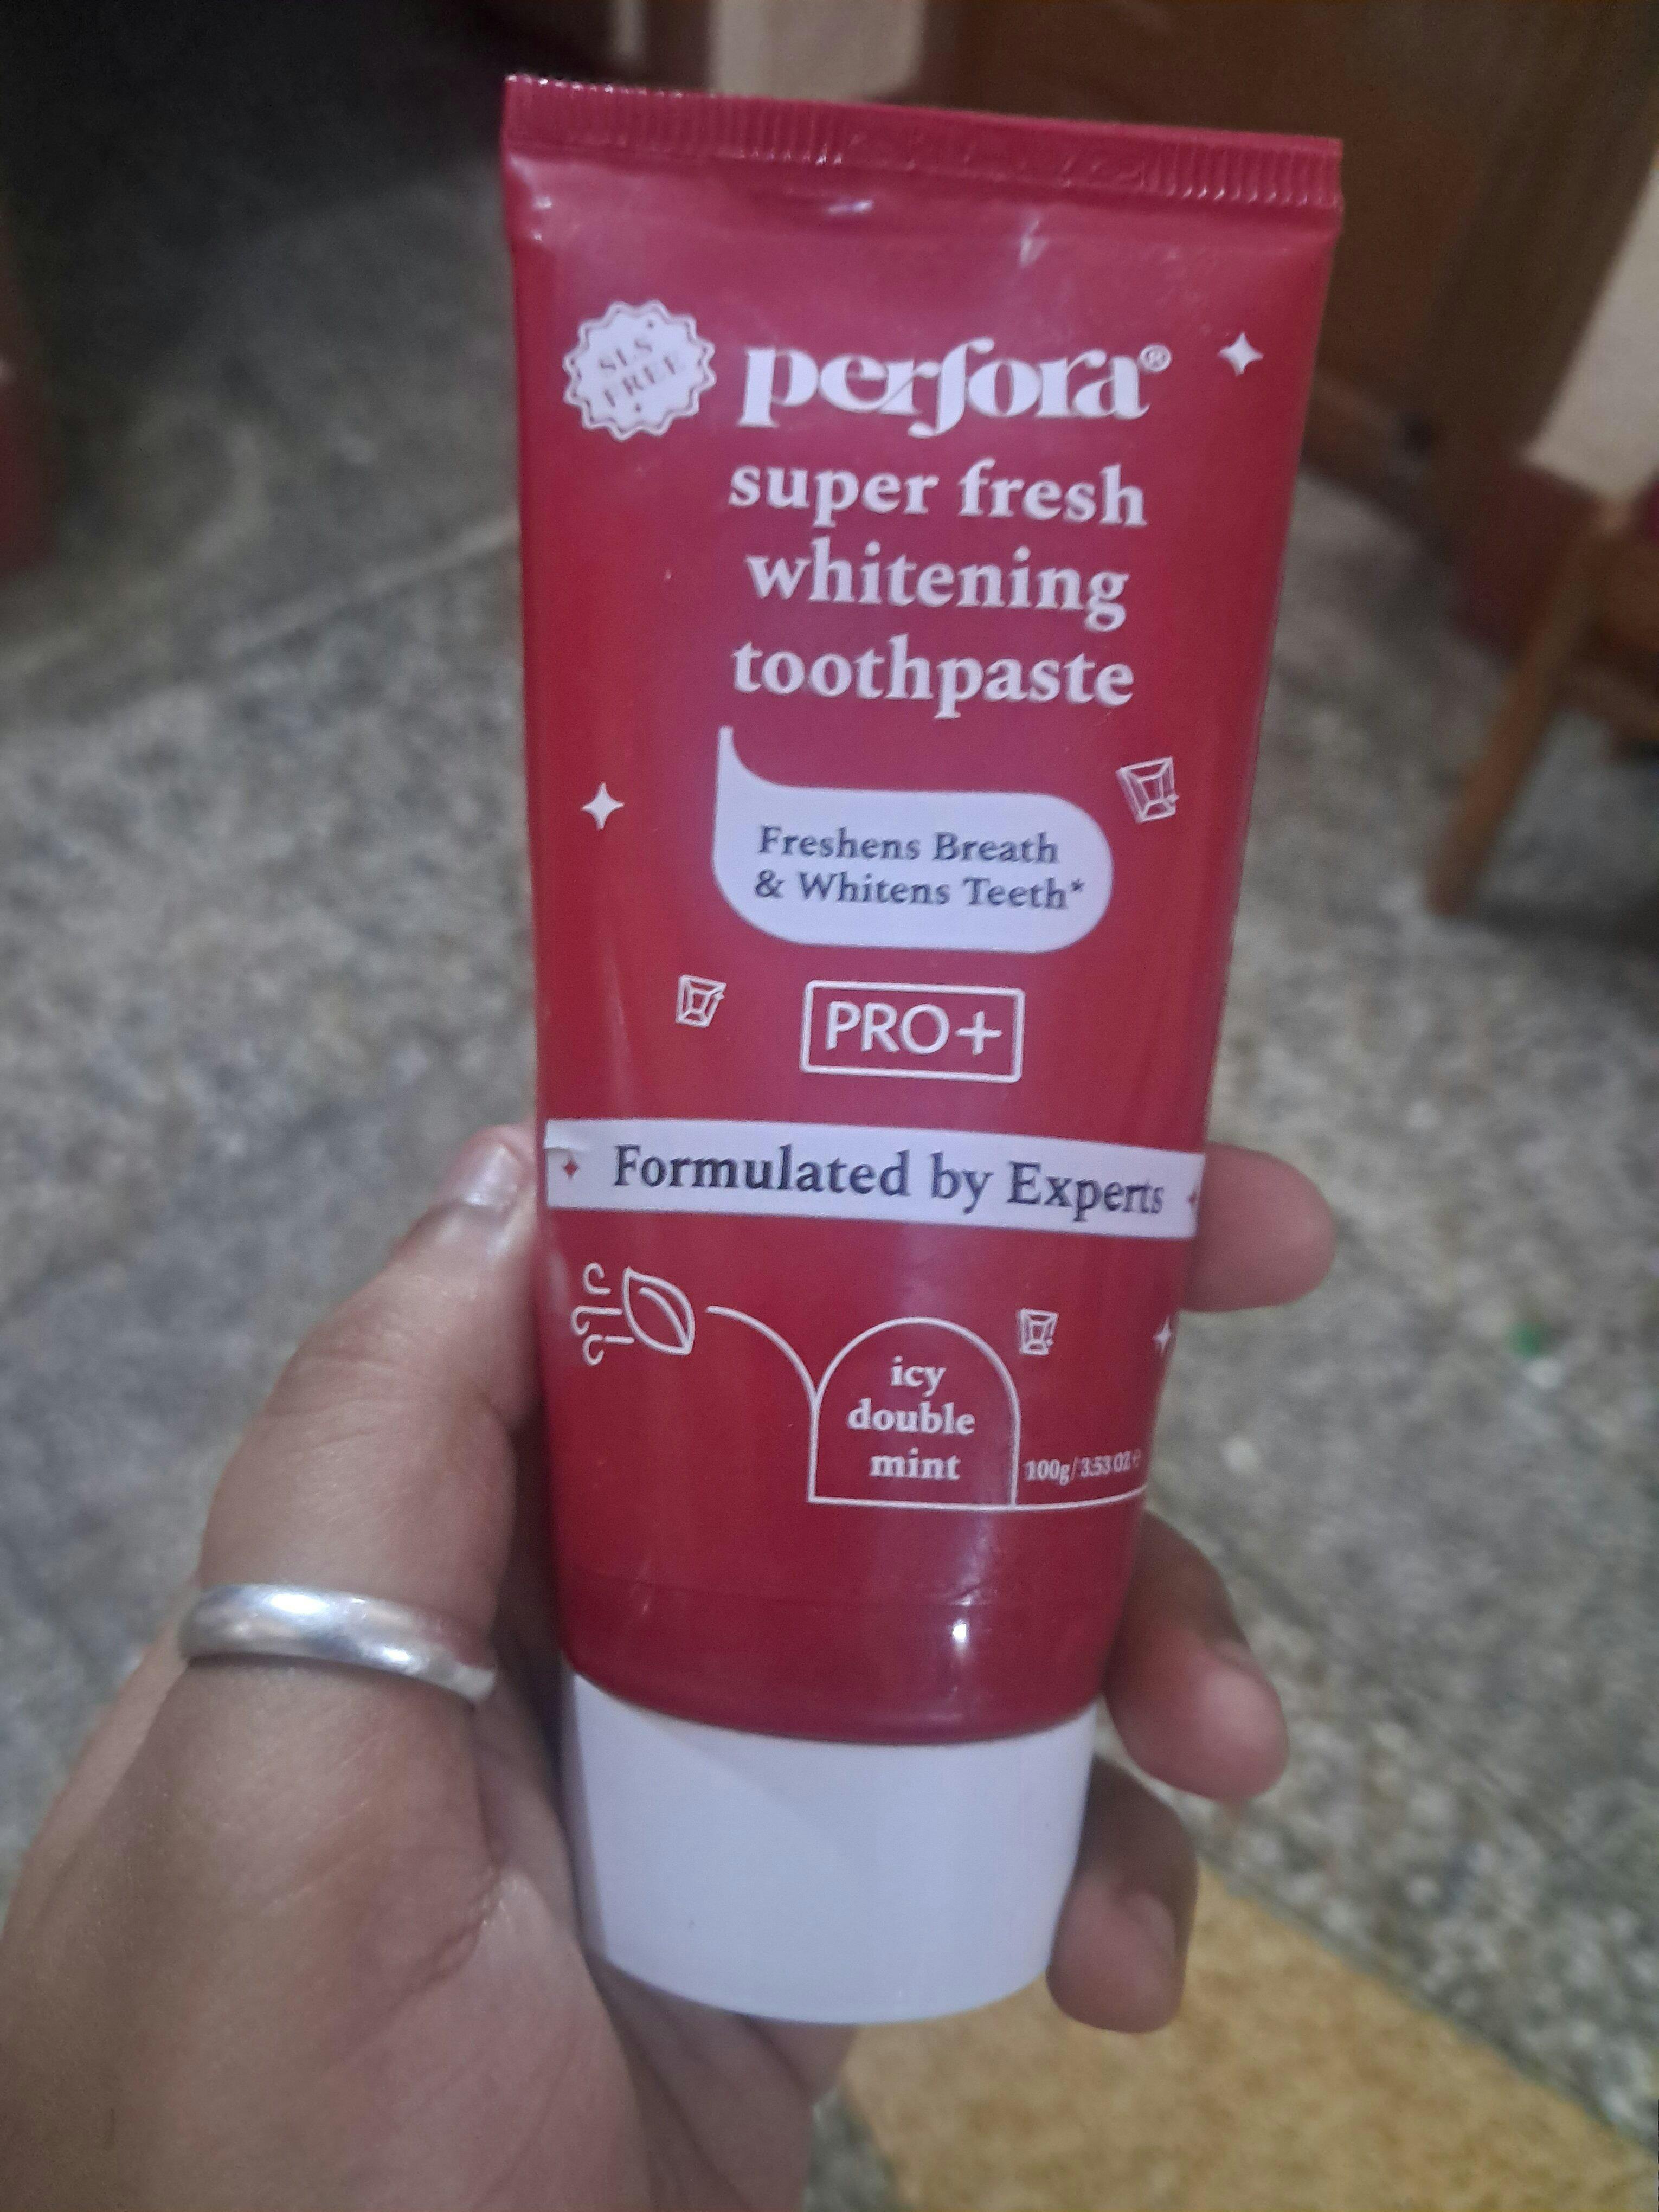 SLS
FREE
perfora®
super fresh
whitening
toothpaste
Freshens Breath
& Whitens Teeth*
PRO+
Formulated by Experts
icy
double
mint
100g/3.53 OZ ℮